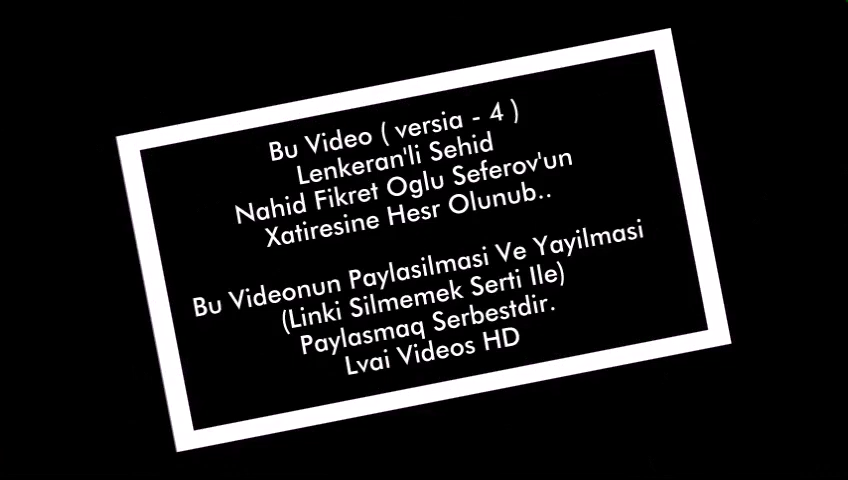 Bu Video ( versia - 4 )
Lenkeran'li Sehid
Nahid Fikret Oglu Seferov'un
Xatiresine Hesr Olunub..
Bu Videonun Paylasilmasi Ve Yayilmasi
(Linki Silmemek Serti Ile)
Paylasmaq Serbestdir.
Lvai Videos HD